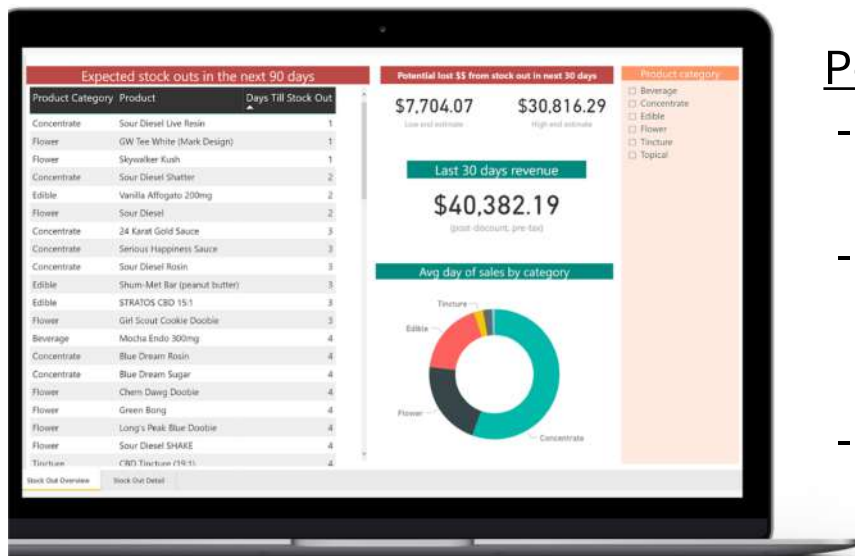 Expected stock outs in the next 90 days
Product Category Product Days Till Stock Out
Concentrate Sour Diesel Live Resin 1
Flower GW Tee White (Mark Design) 1
Flower Skywalker Kush 1
Concentrate Sour Diesel Shatter 2
Edible Vanilla Affogato 200mg 2
Flower Sour Diesel 2
Concentrate 24 Karat Gold Sauce 3
Concentrate Serious Happiness Sauce 3
Concentrate Sour Diesel Rosin 3
Edible Shum-Met Bar (peanut butter) 3
Edible STRATOS CBD 15:1 3
Flower Girl Scout Cookie Doobie 3
Beverage Mocha Endo 300mg 4
Concentrate Blue Dream Rosin 4
Concentrate Blue Dream Sugar 4
Flower Chem Dawg Doobie 4
Flower Green Bong 4
Flower Long's Peak Blue Doobie 4
Flower Sour Diesel SHAKE 4
Tincture CBD Tincture (19:1) 4
Stock Out Overview Stock Out Detail
Potential lost $$ from stock out in next 30 days
$7,704.07 $30,816.29
Low end estimate High end estimate
Last 30 days revenue
$40,382.19
(post-discount, pre-tax)
Avg day of sales by category
Tincture
Edible
Flower
Concentrate
Product category
Beverage
Concentrate
Edible
Flower
Tincture
Topical
-
-
-